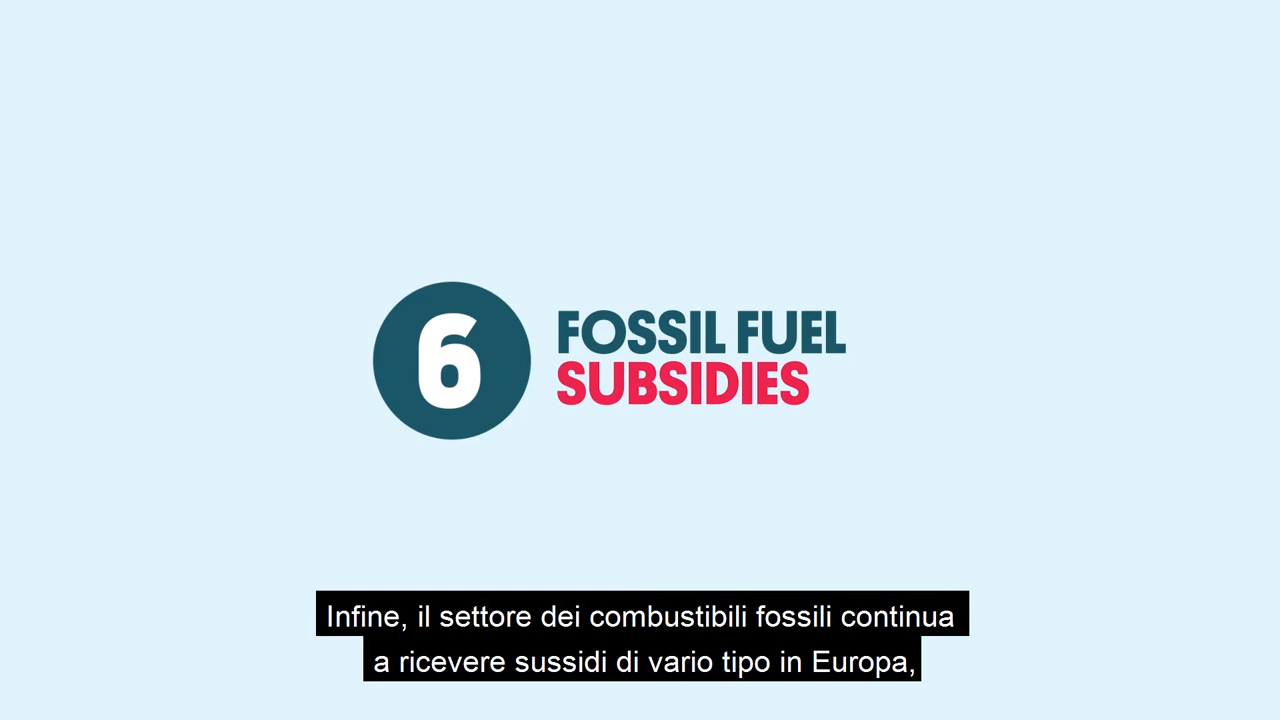 6
FOSSIL FUEL
SUBSIDIES
Infine, il settore dei combustibili fossili continua
a ricevere sussidi di vario tipo in Europa,